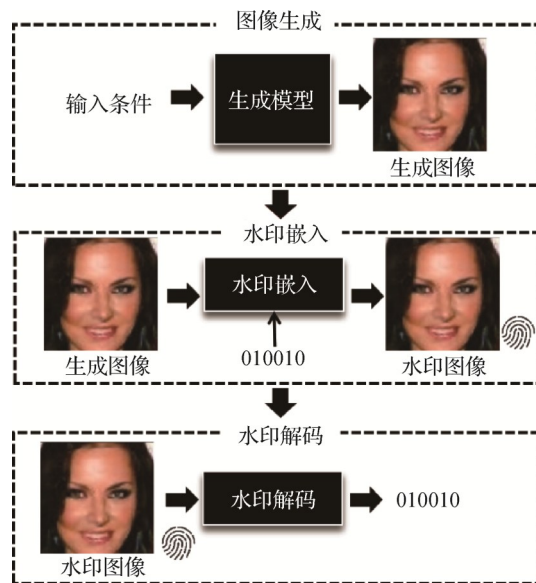 图像生成
输入条件
生成模型
生成图像
水印嵌入
水印嵌入
生成图像
010010
水印图像
水印解码
水印解码
010010
水印图像